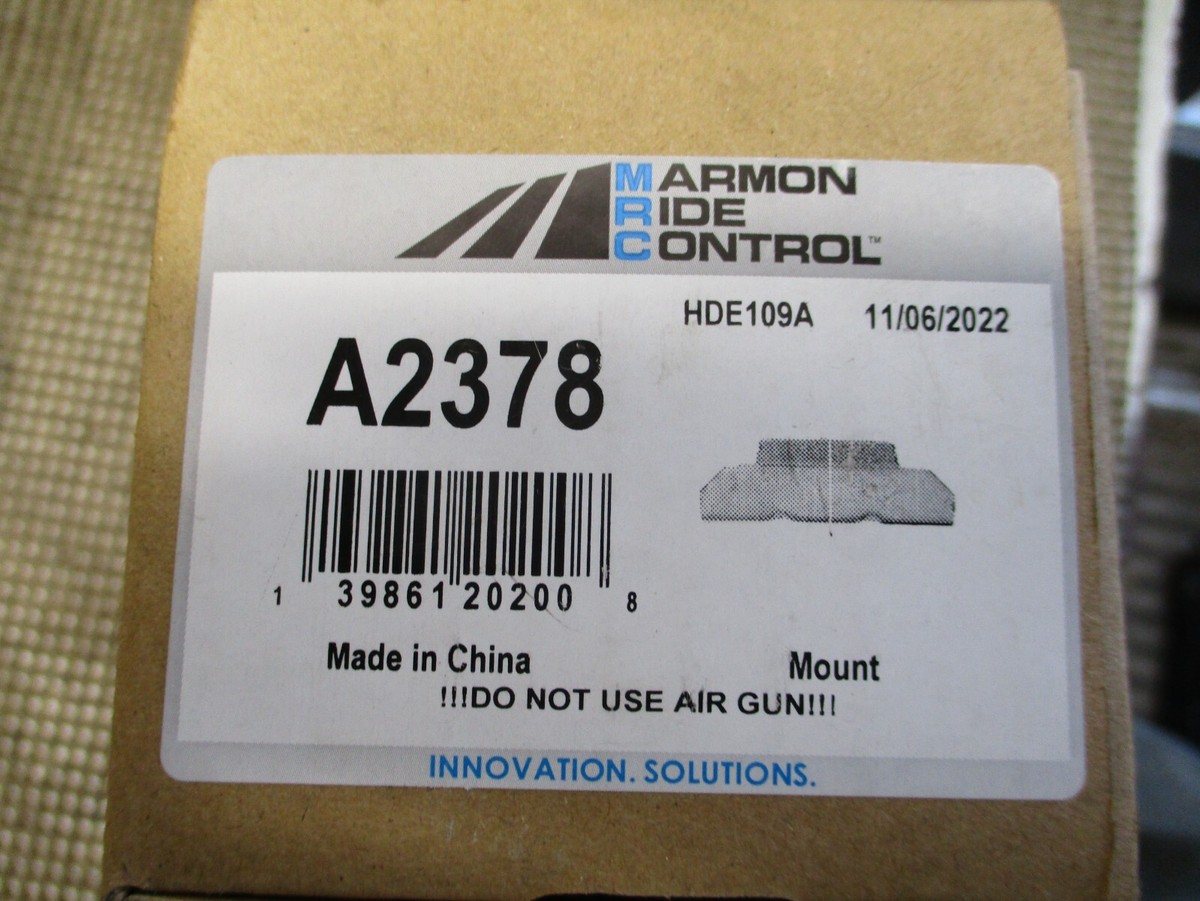 MARMON
RIDE
CONTROL™
HDE109A 11/06/2022
A2378
1 39861 20200 8
Made in China Mount
!!!DO NOT USE AIR GUN!!!
INNOVATION. SOLUTIONS.